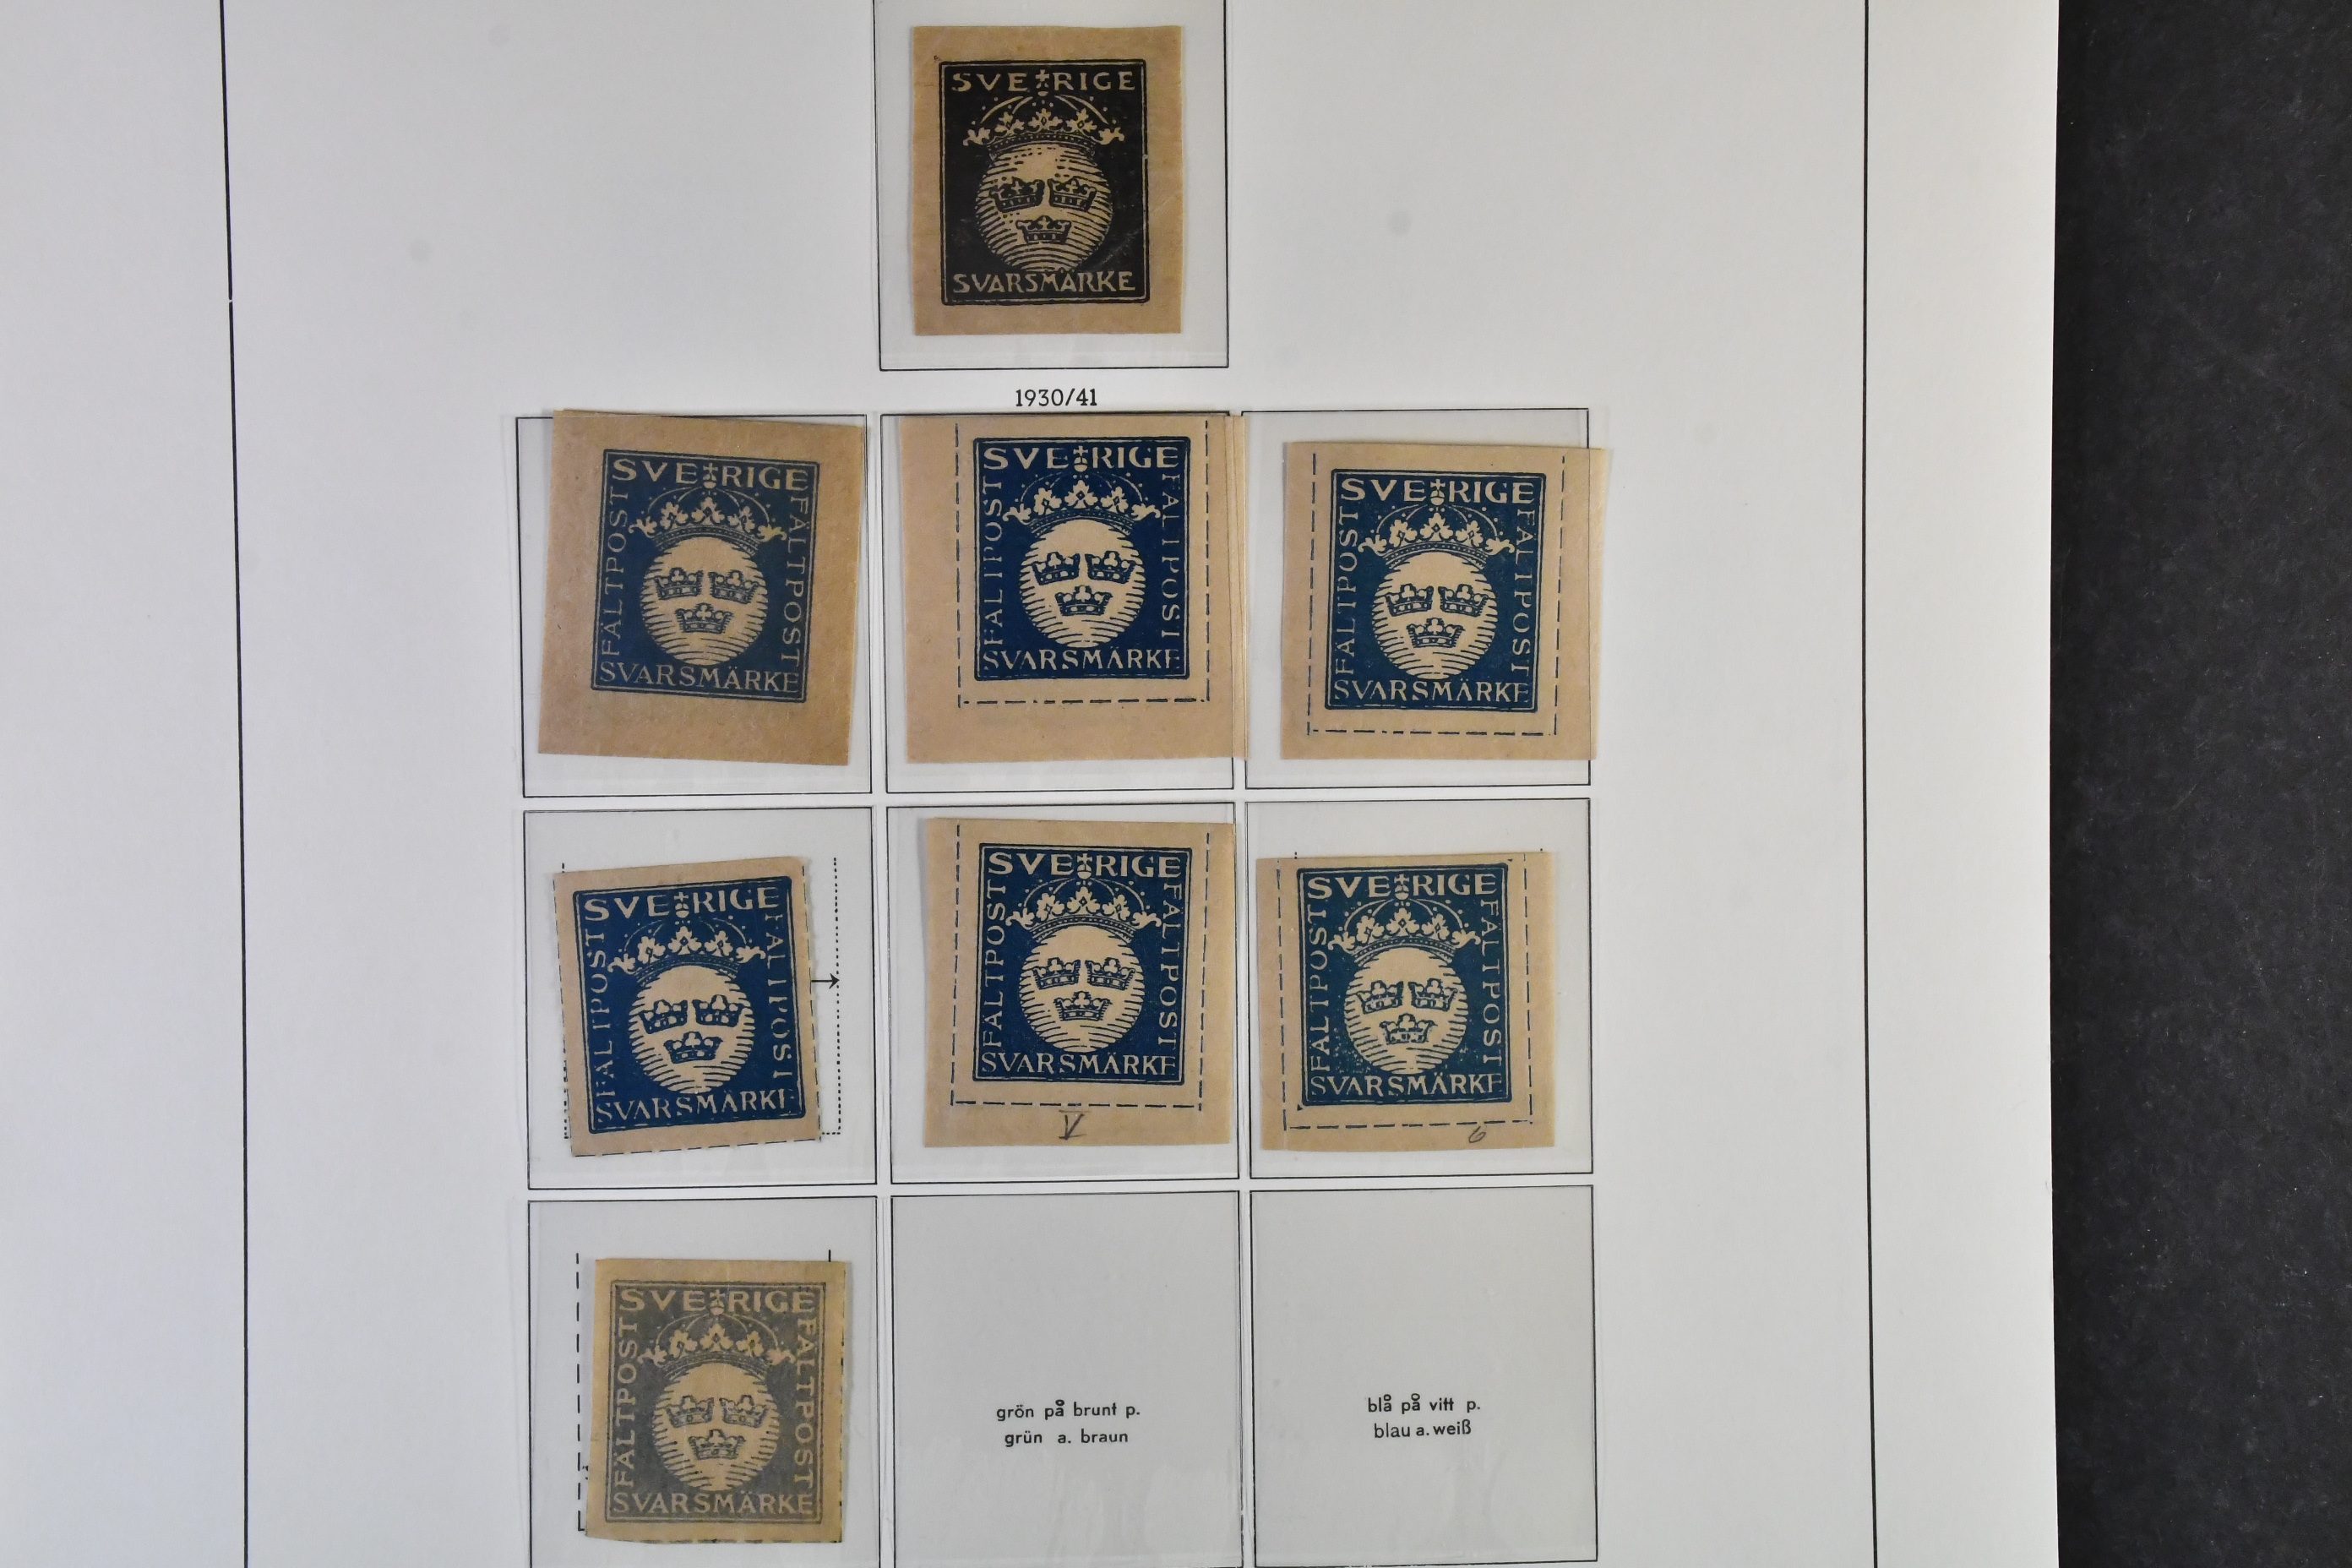 SVERIGE
SVARSMÄRKE
1930/41
SVERIGE
FÄLTPOST
FÄLTPOST
SVARSMÄRKE
SVERIGE
FÄLTPOST
FÄLTPOST
SVARSMÄRKE
SVERIGE
FÄLTPOST
FÄLTPOST
SVARSMÄRKE
SVERIGE
FÄLTPOST
FÄLTPOST
SVARSMÄRKE
SVERIGE
FÄLTPOST
FÄLTPOST
SVARSMÄRKE
V
SVERIGE
FÄLTPOST
FÄLTPOST
SVARSMÄRKE
6
SVERIGE
FÄLTPOST
FÄLTPOST
SVARSMÄRKE
grön på brunt p.
grün a. braun
blå på vitt p.
blau a. weiß